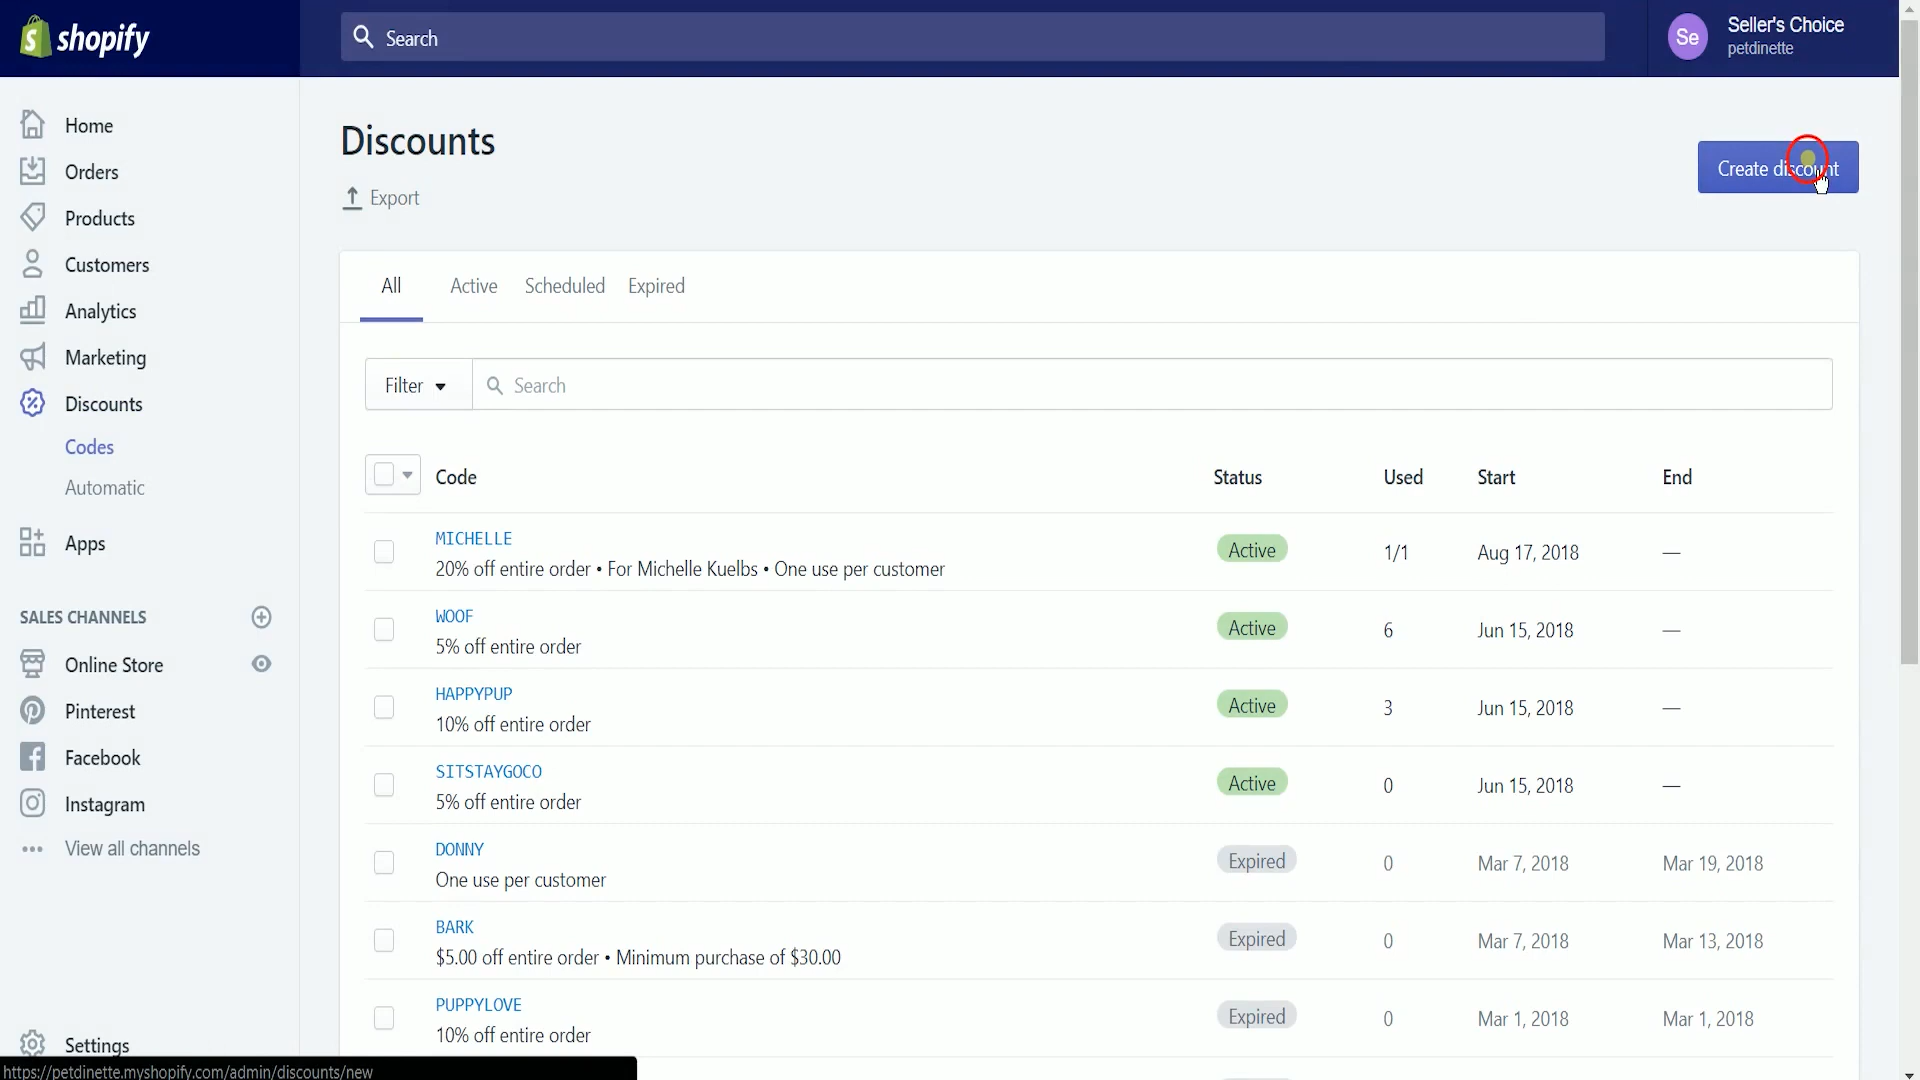 shopify
Search
Se
Seller's Choice
petdinette
Home
Orders
Products
Customers
Analytics
Marketing
Discounts
Codes
Automatic
Apps
SALES CHANNELS
Online Store
Pinterest
Facebook
Instagram
View all channels
Settings
Discounts
Export
Create discount
All Active Scheduled Expired
Filter Search
Code Status Used Start End
MICHELLE
20% off entire order • For Michelle Kuelbs • One use per customer
Active 1/1 Aug 17, 2018 —
WOOF
5% off entire order
Active 6 Jun 15, 2018 —
HAPPYPUP
10% off entire order
Active 3 Jun 15, 2018 —
SITSTAYGOCO
5% off entire order
Active 0 Jun 15, 2018 —
DONNY
One use per customer
Expired 0 Mar 7, 2018 Mar 19, 2018
BARK
$5.00 off entire order • Minimum purchase of $30.00
Expired 0 Mar 7, 2018 Mar 13, 2018
PUPPYLOVE
10% off entire order
Expired 0 Mar 1, 2018 Mar 1, 2018
https://petdinette.myshopify.com/admin/discounts/new